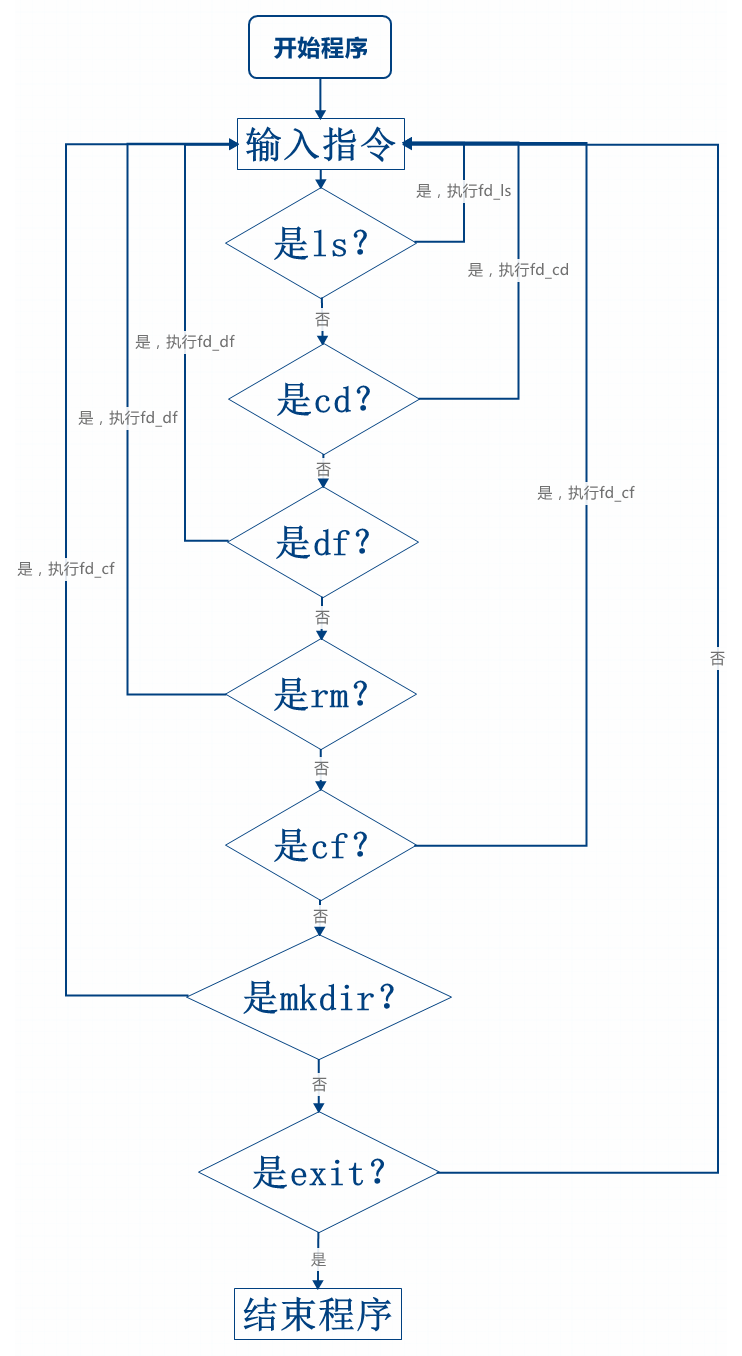 开始程序
输入指令
是，执行fd_ls
是ls？
是，执行fd_cd
否
是，执行fd_df
是cd？
是，执行fd_df
否
是，执行fd_cf
是df？
是，执行fd_cf
否
否
是rm？
否
是cf？
否
是mkdir？
否
是exit？
是
结束程序